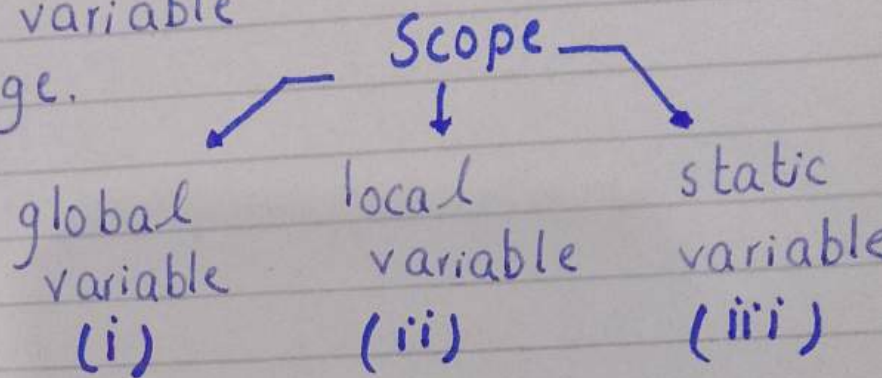 variable
Scope
ge.
global local static
variable variable variable
(i) (ii) (iii)